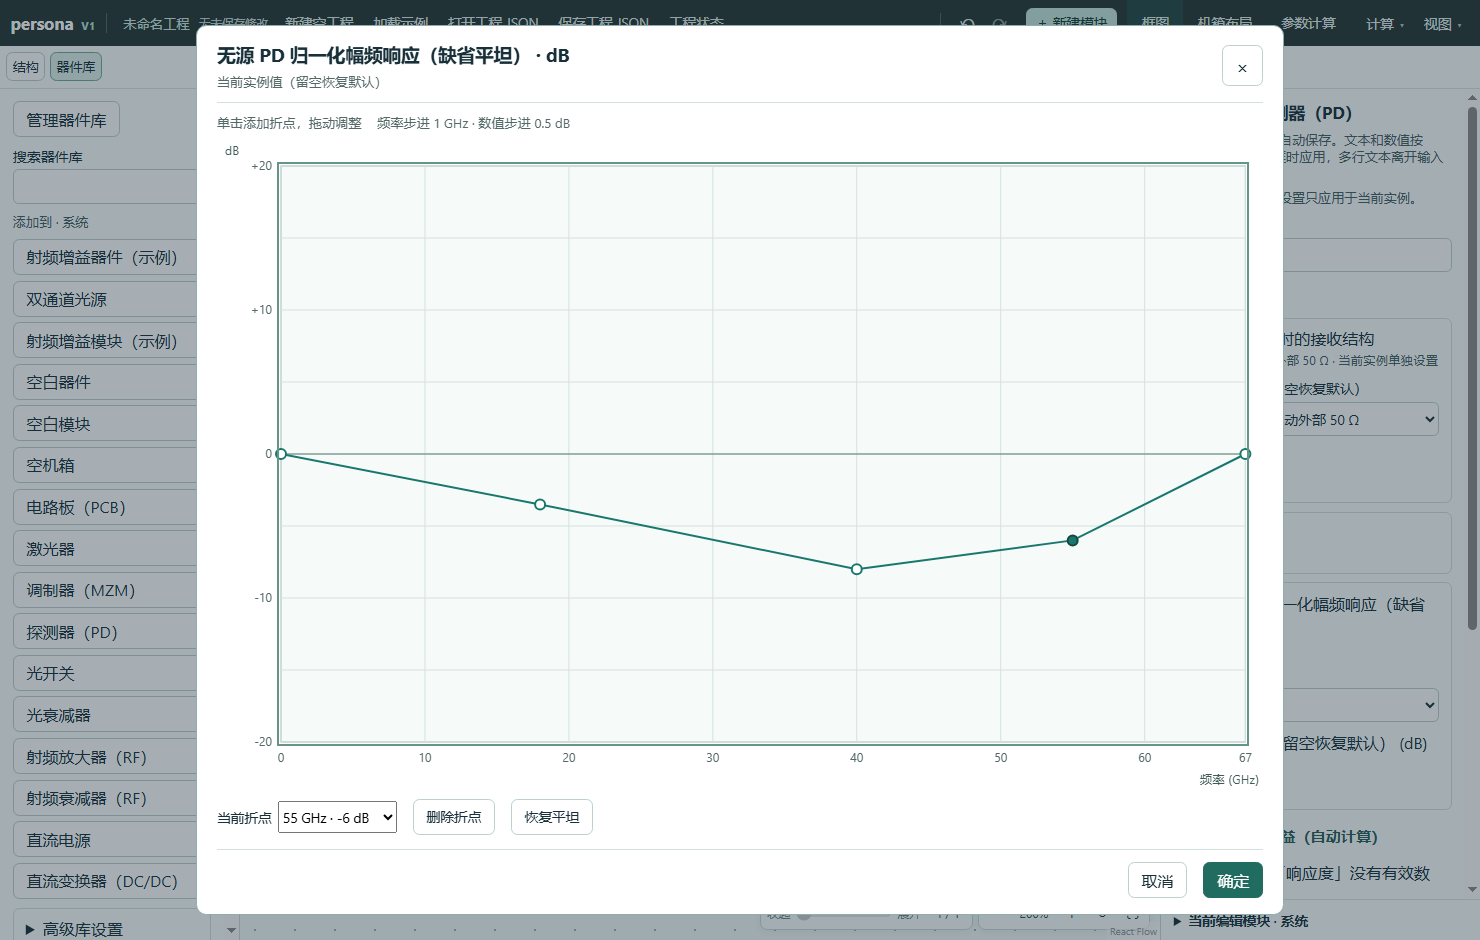 persona V1
未命名工程
无未保存修改
新建空工程
加载示例
打开工程 JSON
保存工程 JSON
工程状态
+ 新建模块
框图
机箱布局
参数计算
计算
视图
结构
器件库
管理器件库
搜索器件库
添加到 · 系统
射频增益器件（示例）
双通道光源
射频增益模块（示例）
空白器件
空白模块
空机箱
电路板（PCB）
激光器
调制器（MZM）
探测器（PD）
光开关
光衰减器
射频放大器（RF）
射频衰减器（RF）
直流电源
直流变换器（DC/DC）
高级库设置
无源 PD 归一化幅频响应（缺省平坦） · dB
当前实例值（留空恢复默认）
×
单击添加折点，拖动调整 频率步进 1 GHz · 数值步进 0.5 dB
dB
+20
+10
0
-10
-20
0 10 20 30 40 50 60 67
频率 (GHz)
当前折点
55 GHz · -6 dB
删除折点
恢复平坦
取消
确定
器（PD）
自动保存。文本和数值按
时应用，多行文本离开输入
设置只应用于当前实例。
时的接收结构
部 50 Ω · 当前实例单独设置
空恢复默认）
动外部 50 Ω
一化幅频响应（缺省
留空恢复默认） (dB)
益（自动计算）
「响应度」没有有效数
当前编辑模块 · 系统
React Flow